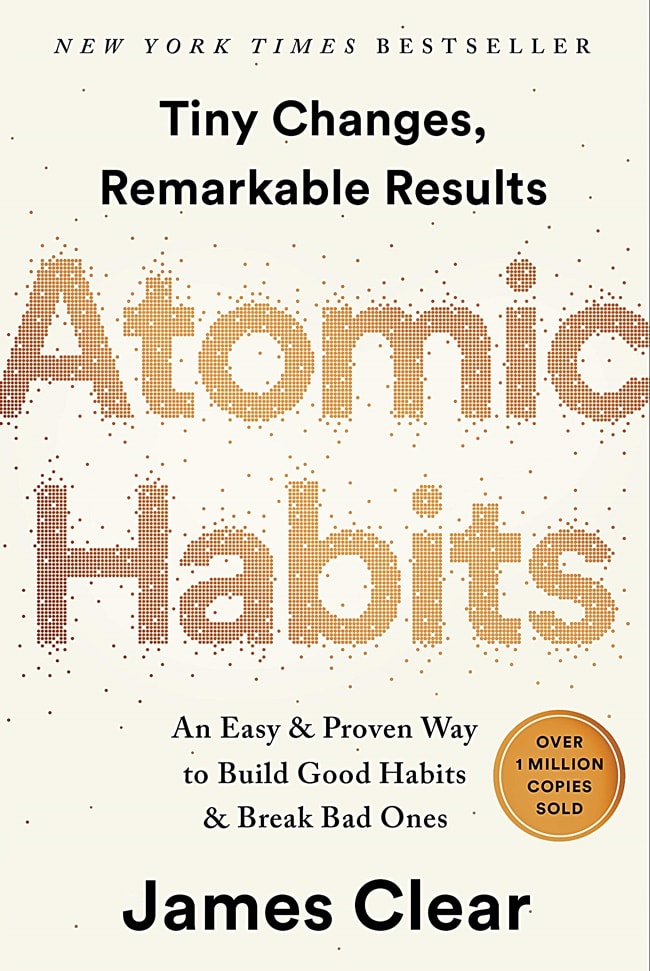 NEW YORK TIMES BESTSELLER
Tiny Changes,
Remarkable Results
Atomic
Habits
An Easy & Proven Way
to Build Good Habits
& Break Bad Ones
OVER
1 MILLION
COPIES
SOLD
James Clear